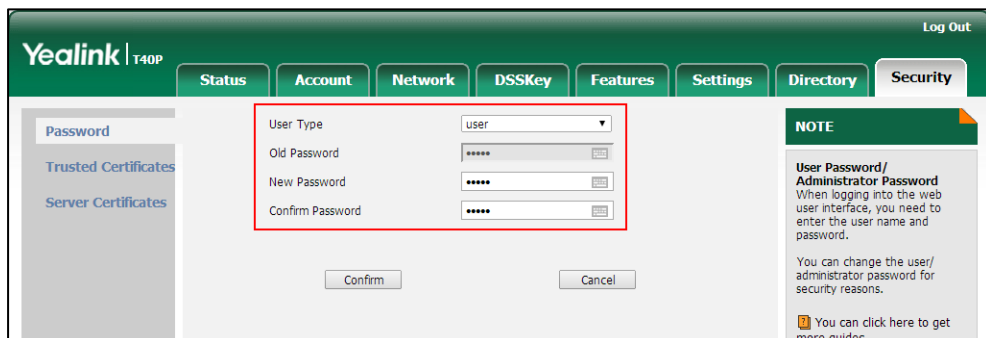 Log Out
Yealink T40P
Status Account Network DSSKey Features Settings Directory Security
Password
Trusted Certificates
Server Certificates
User Type user
Old Password •••••
New Password •••••
Confirm Password •••••
Confirm Cancel
NOTE
User Password/
Administrator Password
When logging into the web
user interface, you need to
enter the user name and
password.
You can change the user/
administrator password for
security reasons.
You can click here to get
more guides.